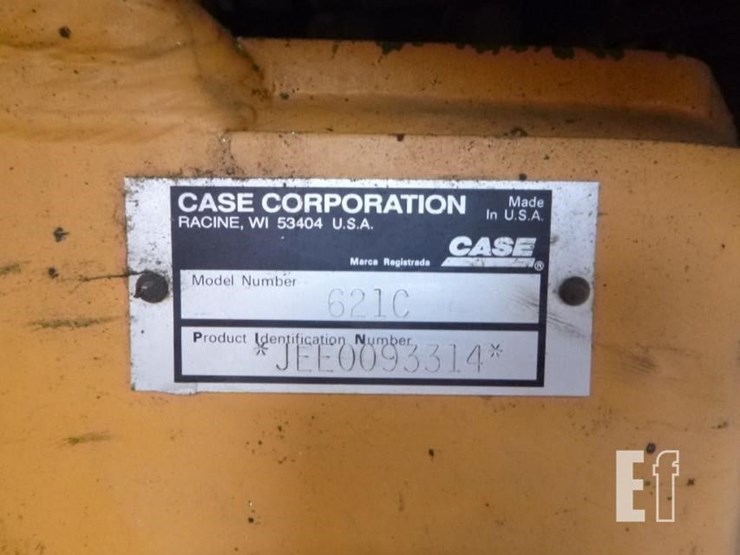 CASE CORPORATION
RACINE, WI 53404 U.S.A.
Made
In U.S.A.
Marca Registrada
CASE®
Model Number
621C
Product Identification Number
*JEE0093314*
Ef